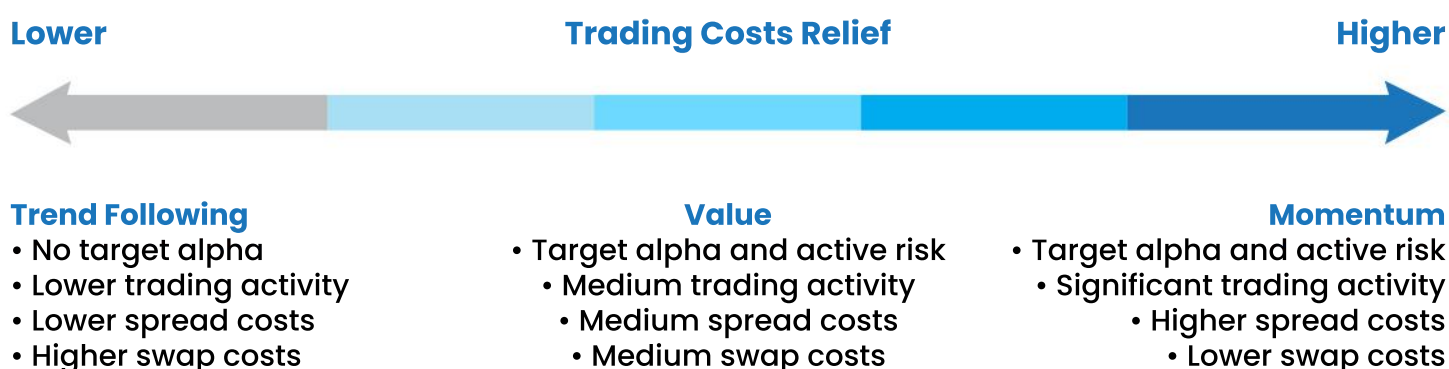 Lower
Trading Costs Relief
Higher
Trend Following
• No target alpha
• Lower trading activity
• Lower spread costs
• Higher swap costs
Value
• Target alpha and active risk
• Medium trading activity
• Medium spread costs
• Medium swap costs
Momentum
• Target alpha and active risk
• Significant trading activity
• Higher spread costs
• Lower swap costs